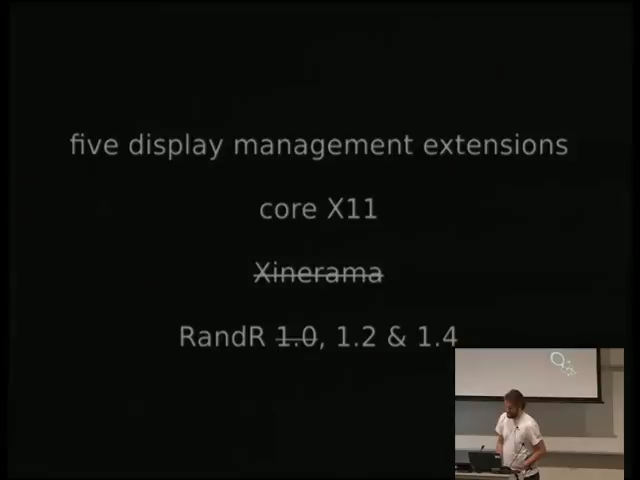 five display management extensions
core X11
Xinerama
RandR 1.0, 1.2 & 1.4